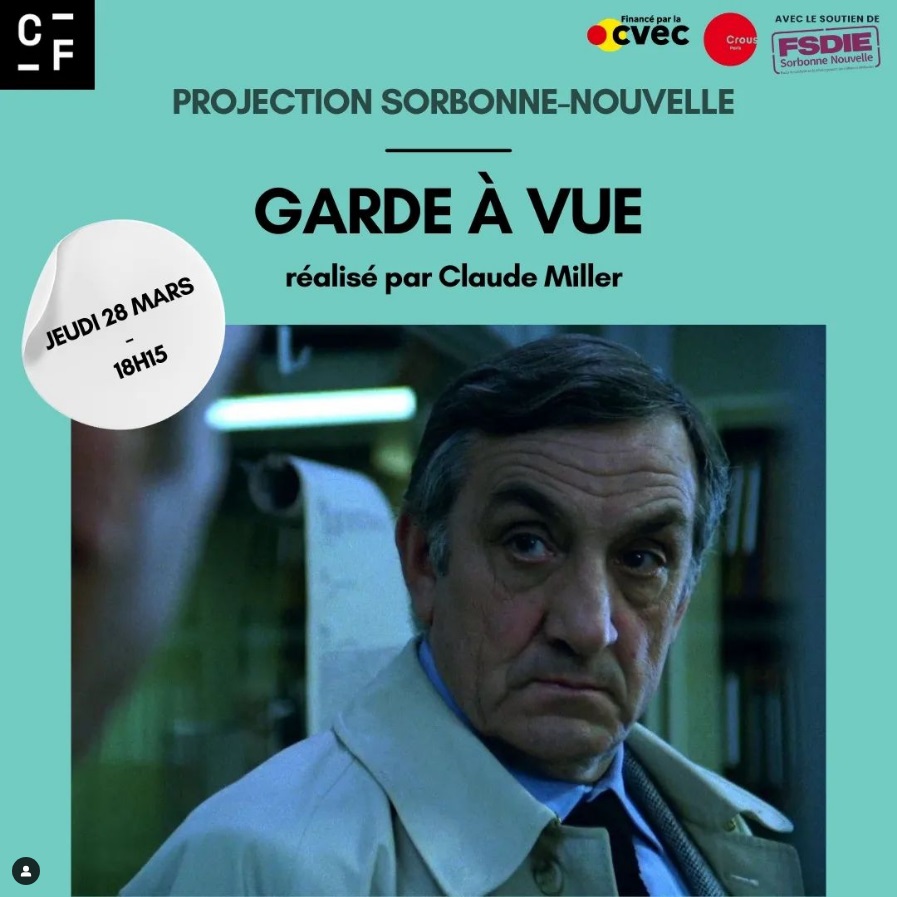 C
F
Financé par la
cvec
Crous
Paris
AVEC LE SOUTIEN DE
FSDIE
Sorbonne Nouvelle
PROJECTION SORBONNE-NOUVELLE
GARDE À VUE
réalisé par Claude Miller
JEUDI 28 MARS
-
18H15